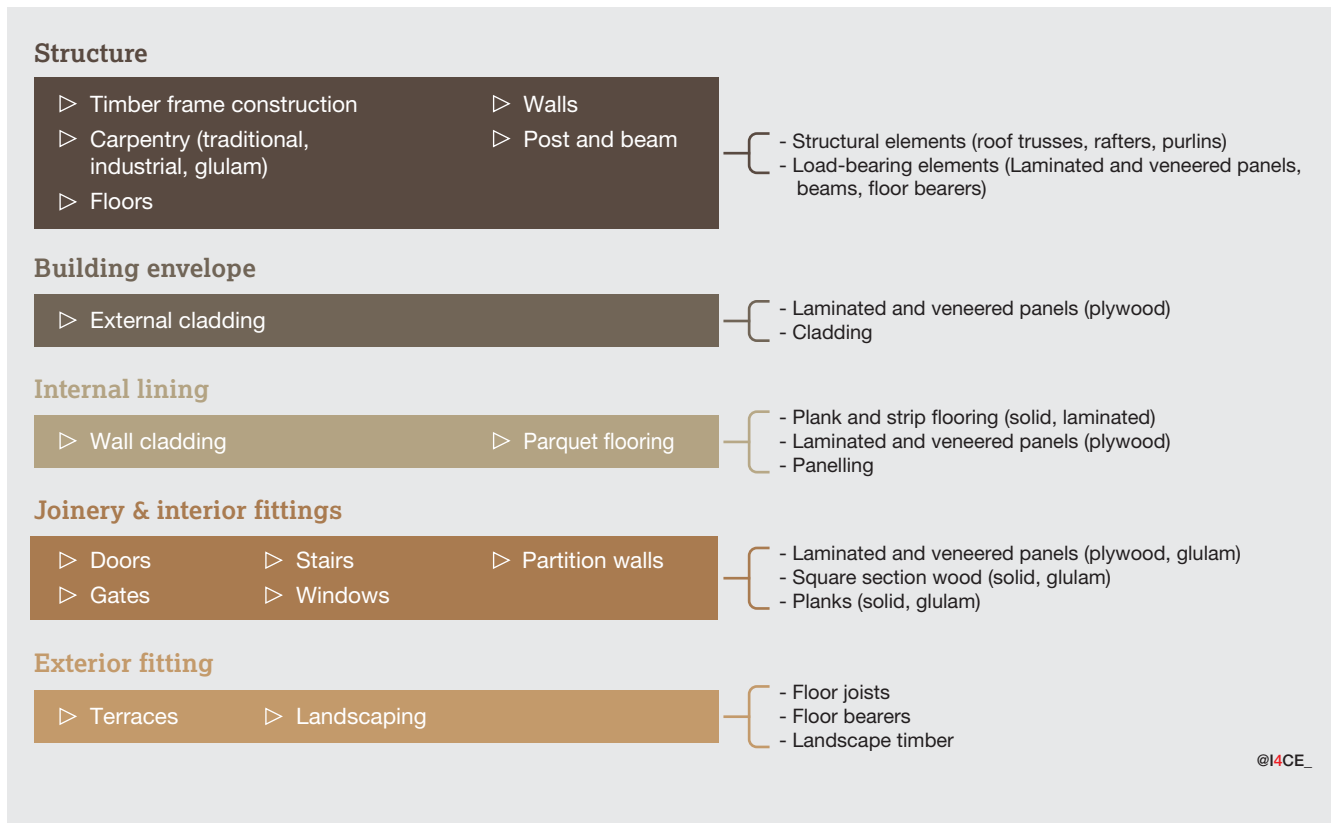 Structure
▷ Timber frame construction
▷ Carpentry (traditional,
industrial, glulam)
▷ Floors
▷ Walls
▷ Post and beam
- Structural elements (roof trusses, rafters, purlins)
- Load-bearing elements (Laminated and veneered panels,
beams, floor bearers)
Building envelope
▷ External cladding
- Laminated and veneered panels (plywood)
- Cladding
Internal lining
▷ Wall cladding
▷ Parquet flooring
- Plank and strip flooring (solid, laminated)
- Laminated and veneered panels (plywood)
- Panelling
Joinery & interior fittings
▷ Doors
▷ Gates
▷ Stairs
▷ Windows
▷ Partition walls
- Laminated and veneered panels (plywood, glulam)
- Square section wood (solid, glulam)
- Planks (solid, glulam)
Exterior fitting
▷ Terraces
▷ Landscaping
- Floor joists
- Floor bearers
- Landscape timber
@I4CE_